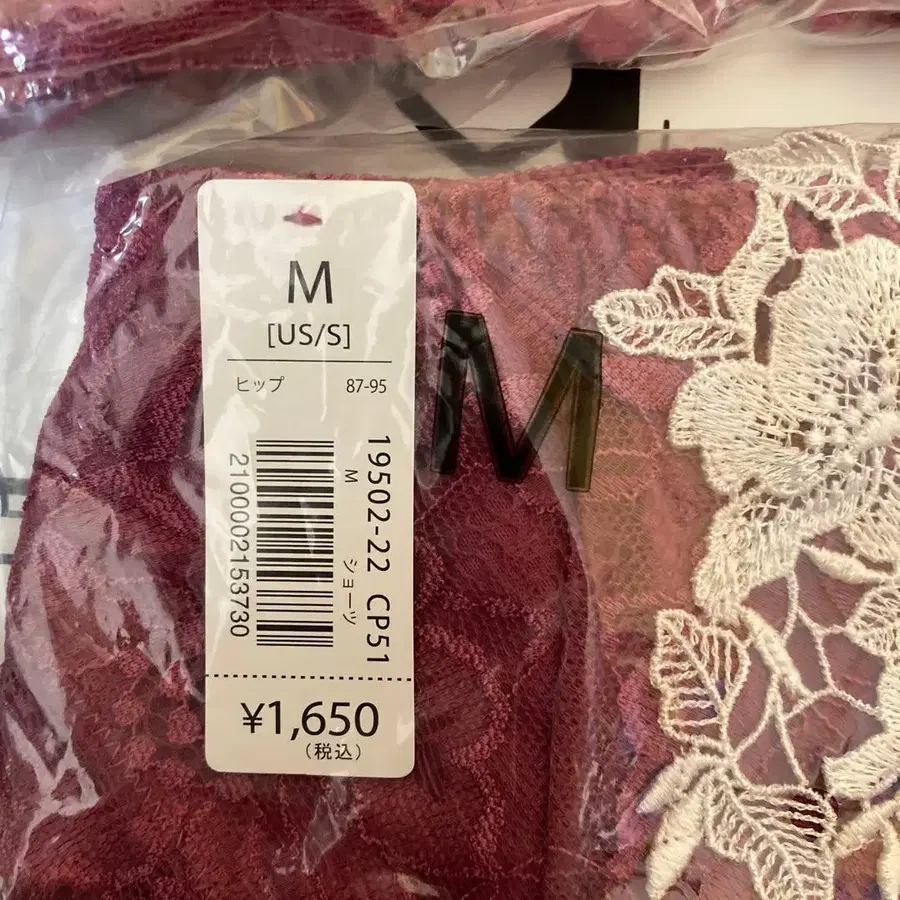 M
[US/S]
ヒップ 87-95
19502-22 CP51
M ショーツ
2100002153730
¥1,650
(税込)
M